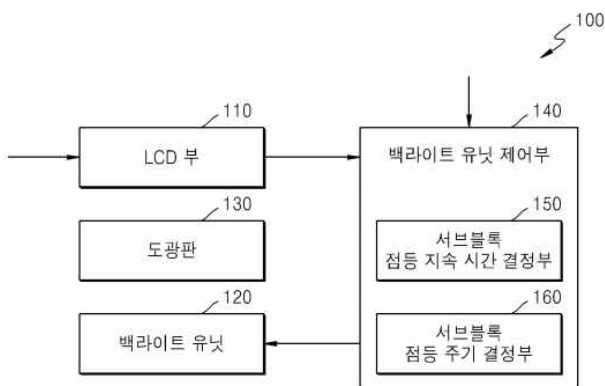 100
110
LCD 부
130
도광판
120
백라이트 유닛
140
백라이트 유닛 제어부
150
서브블록
점등 지속 시간 결정부
160
서브블록
점등 주기 결정부